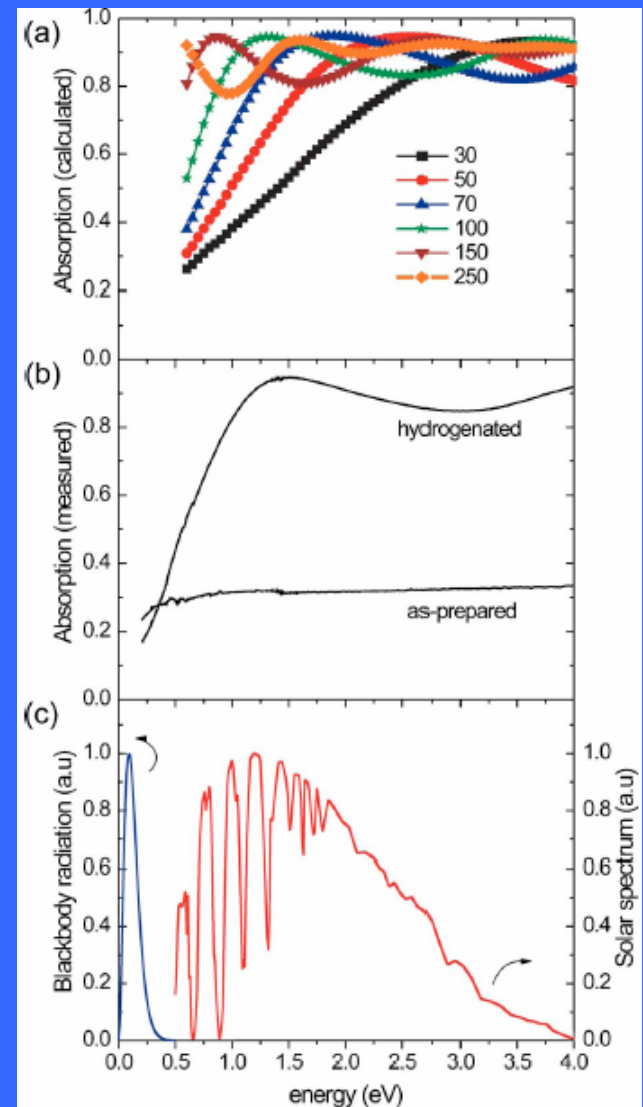 (a)
Absorption (calculated)
1.0
0.8
0.6
0.4
0.2
0.0
30
50
70
100
150
250
(b)
Absorption (measured)
0.8
0.6
0.4
0.2
0.0
hydrogenated
as-prepared
(c)
Blackbody radiation (a.u)
1.0
0.8
0.6
0.4
0.2
0.0
1.0
0.8
0.6
0.4
0.2
0.0
Solar spectrum (a.u)
0.0 0.5 1.0 1.5 2.0 2.5 3.0 3.5 4.0
energy (eV)